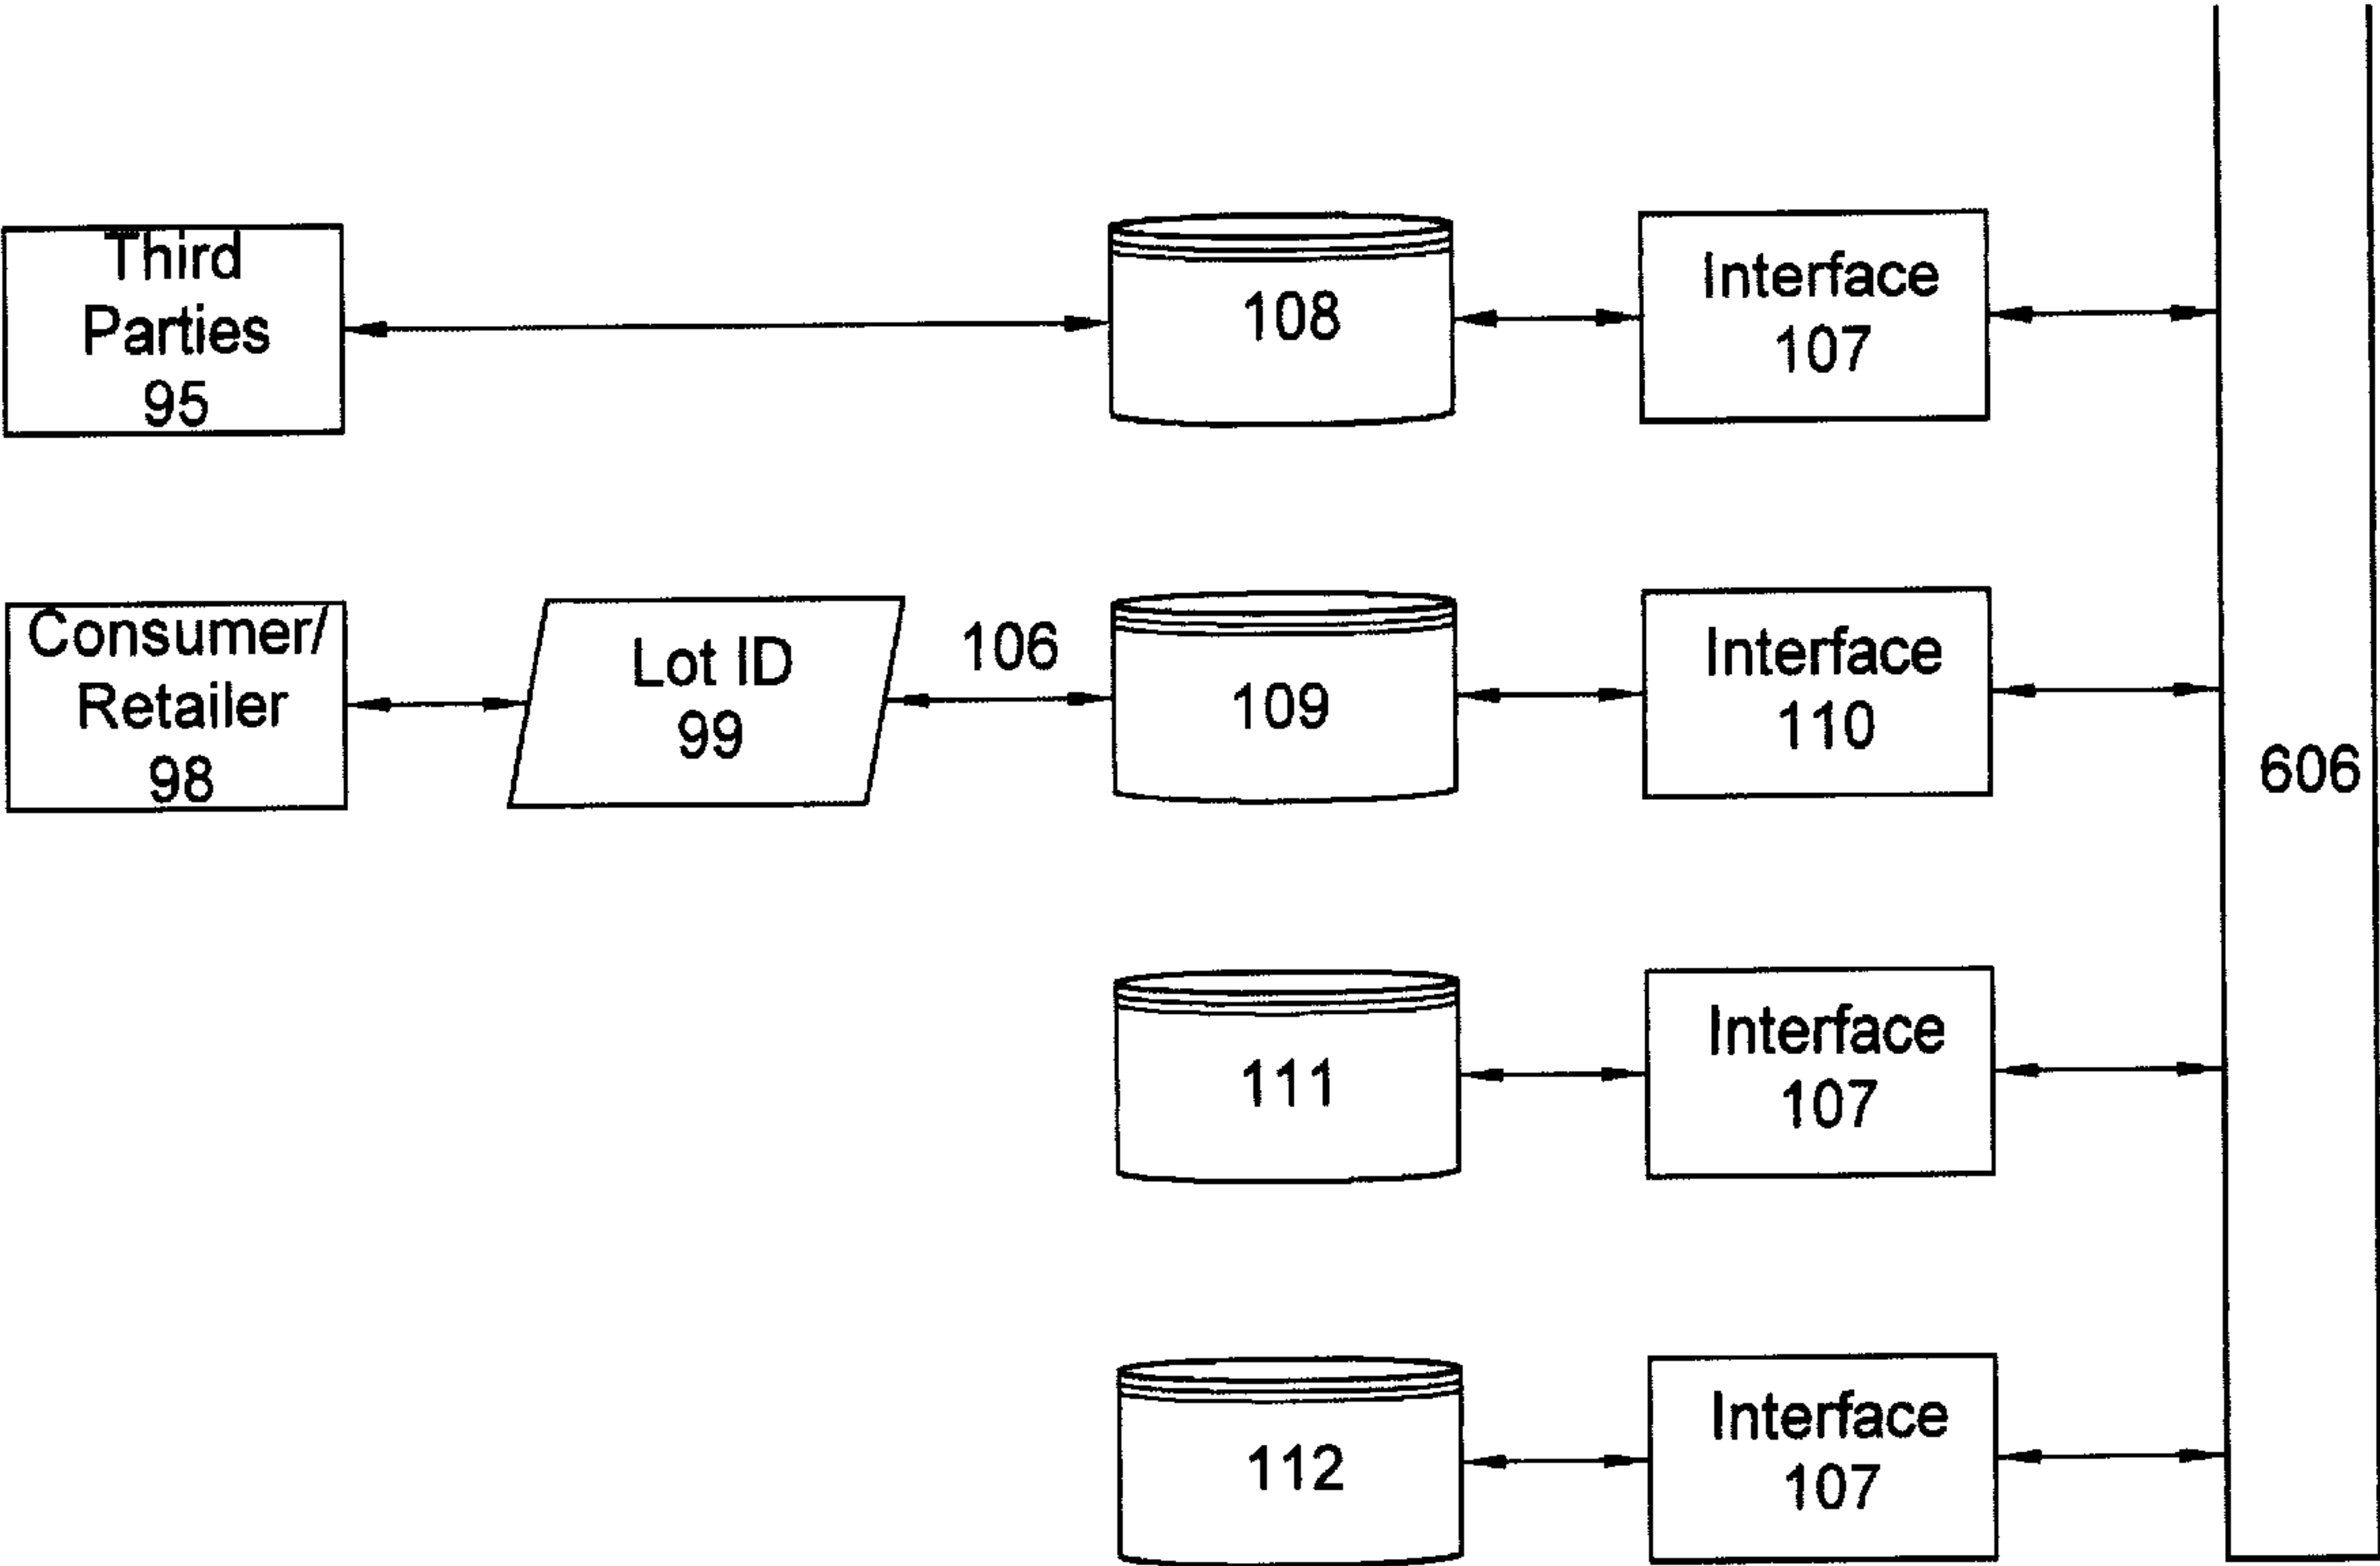 Third
Parties
95
108
Interface
107
Consumer/
Retailer
98
Lot ID
99
106
109
Interface
110
606
111
Interface
107
112
Interface
107